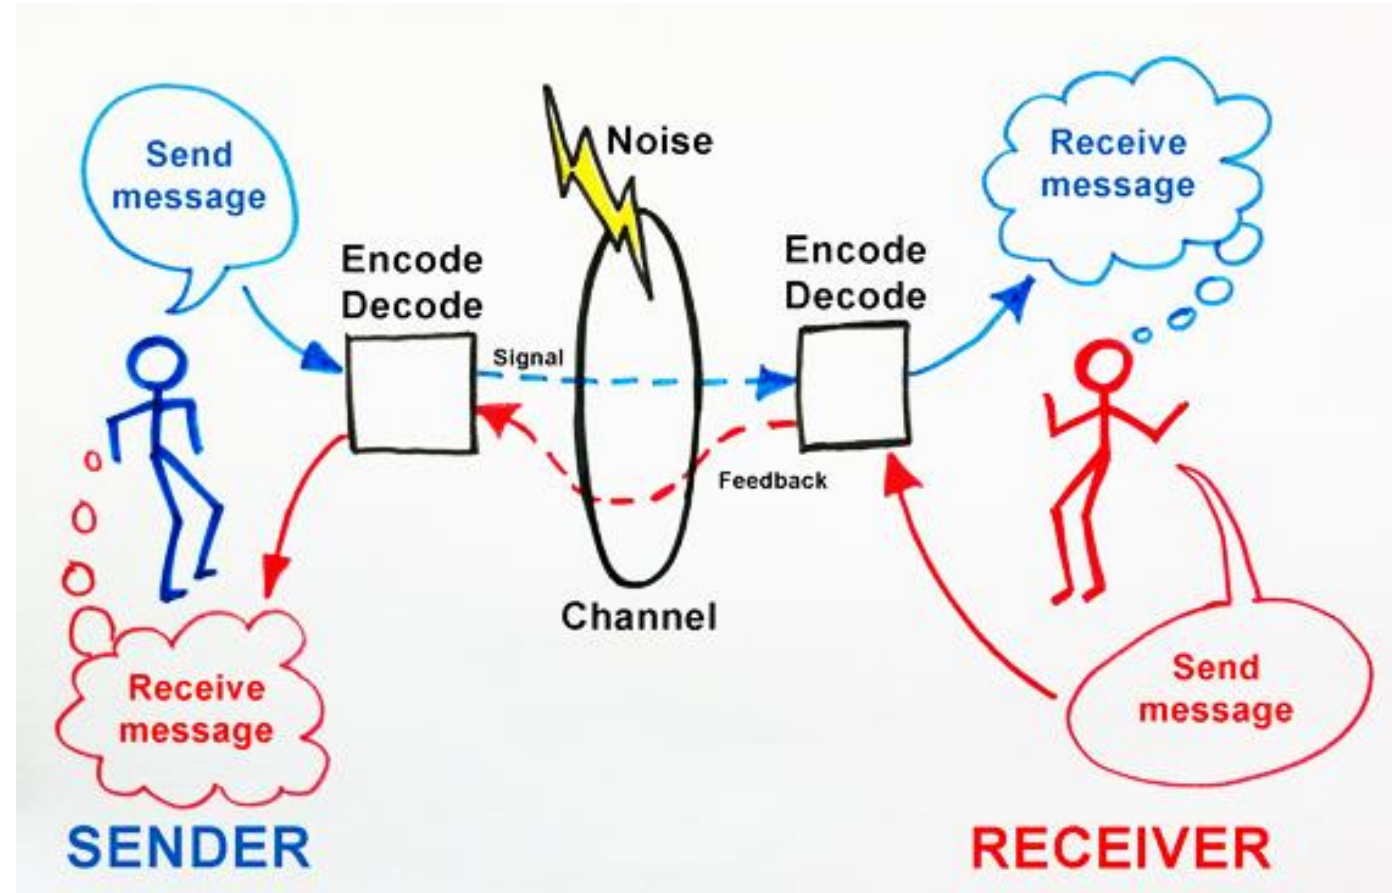 Send
message
Noise
Receive
message
Encode
Decode
Encode
Decode
Signal
Feedback
Channel
Receive
message
Send
message
SENDER
RECEIVER